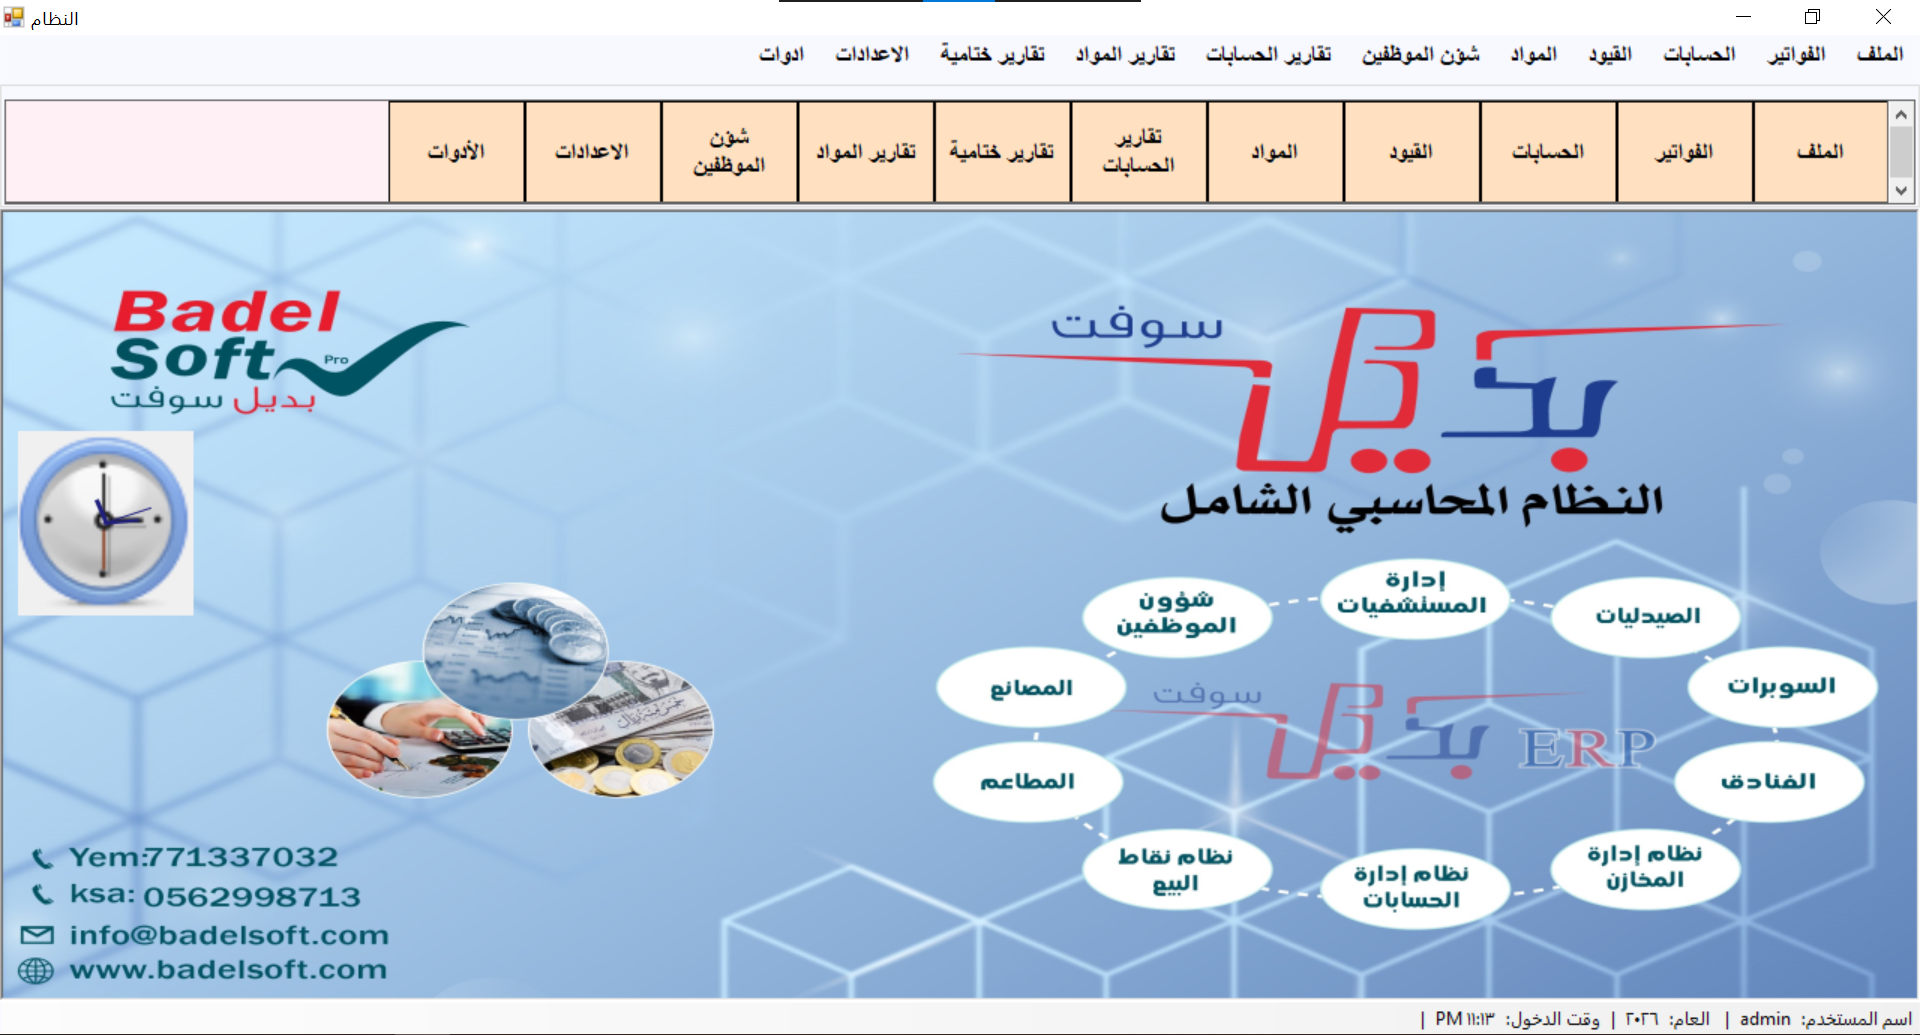 النظام
الملف الفواتير الحسابات القيود المواد شؤن الموظفين تقارير الحسابات تقارير المواد تقارير ختامية الاعدادات ادوات
الملف
الفواتير
الحسابات
القيود
المواد
تقارير
الحسابات
تقارير ختامية
تقارير المواد
شؤن
الموظفين
الاعدادات
الأدوات
بديل سوفت
النظام المحاسبي الشامل
Badel
Soft Pro
بديل سوفت
إدارة
المستشفيات
الصيدليات
السوبرات
الفنادق
نظام إدارة
المخازن
نظام إدارة
الحسابات
نظام نقاط
البيع
المطاعم
المصانع
شؤون
الموظفين
بديل سوفت ERP
Yem:771337032
ksa: 0562998713
info@badelsoft.com
www.badelsoft.com
اسم المستخدم: admin | العام: ٢٠٢٦ | وقت الدخول: ١١:١٣ PM |